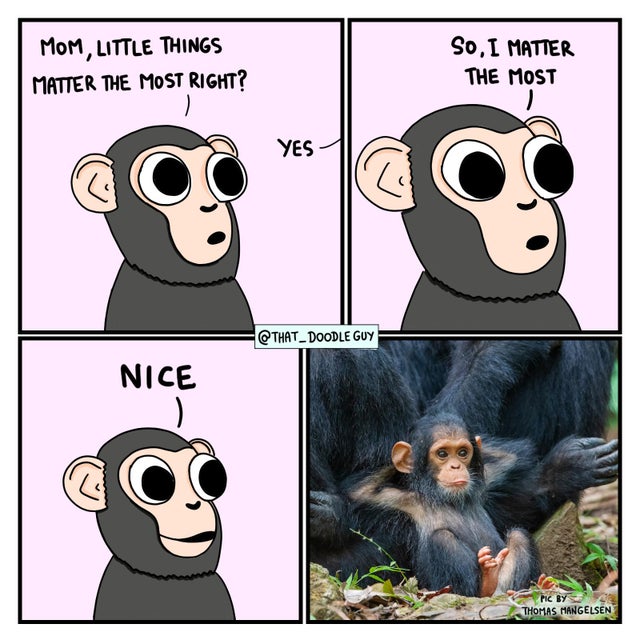 MOM, LITTLE THINGS
MATTER THE MOST RIGHT?
YES
SO, I MATTER
THE MOST
@THAT_DOODLE GUY
NICE
PIC BY
THOMAS MANGELSEN